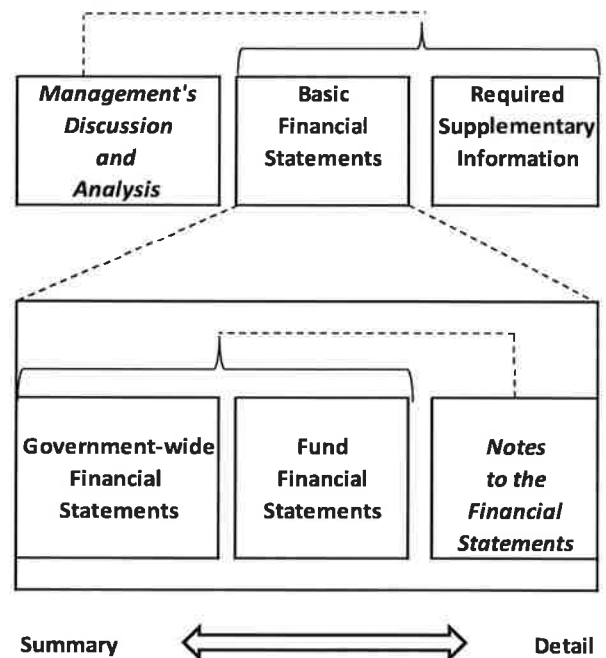 Management's
Discussion
and
Analysis
Basic
Financial
Statements
Required
Supplementary
Information
Government-wide
Financial
Statements
Fund
Financial
Statements
Notes
to the
Financial
Statements
Summary
Detail